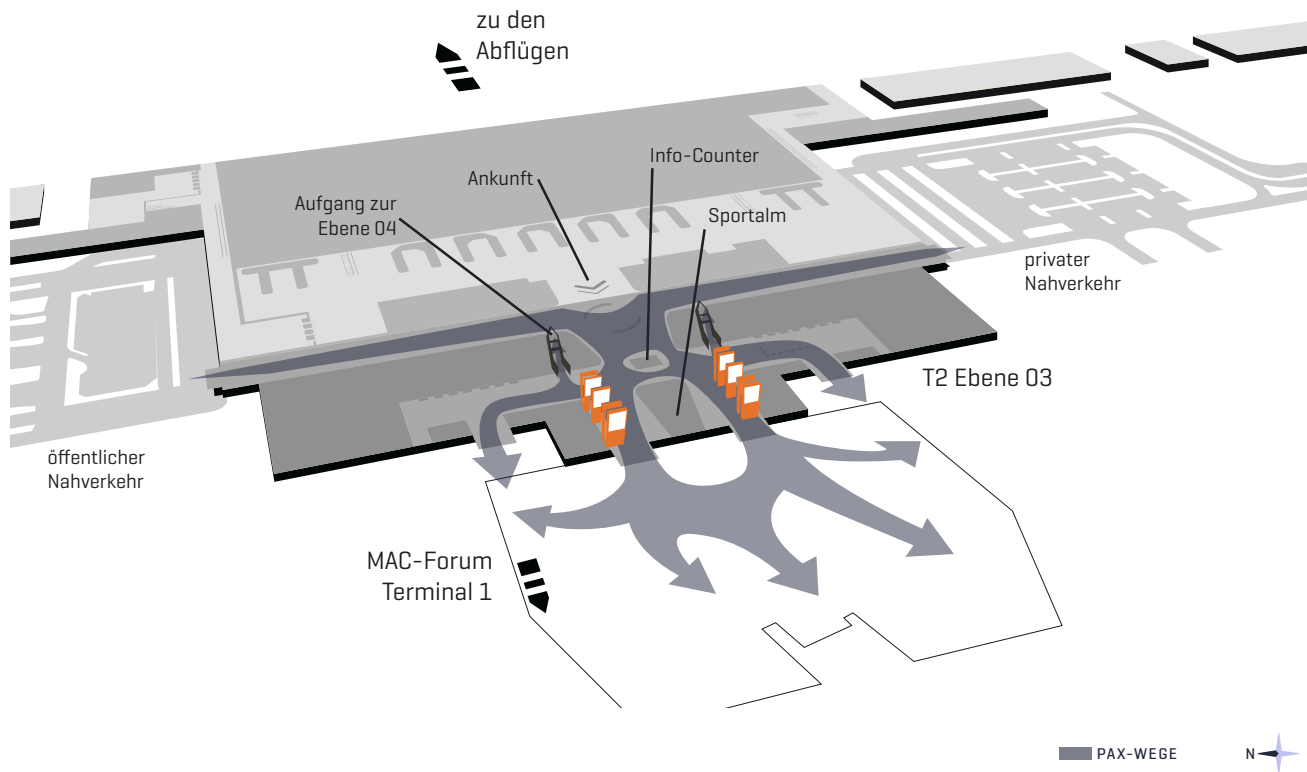 zu den
Abflügen
Info-Counter
Ankunft
Aufgang zur
Ebene 04
Sportalm
privater
Nahverkehr
T2 Ebene 03
öffentlicher
Nahverkehr
MAC-Forum
Terminal 1
PAX-WEGE
N